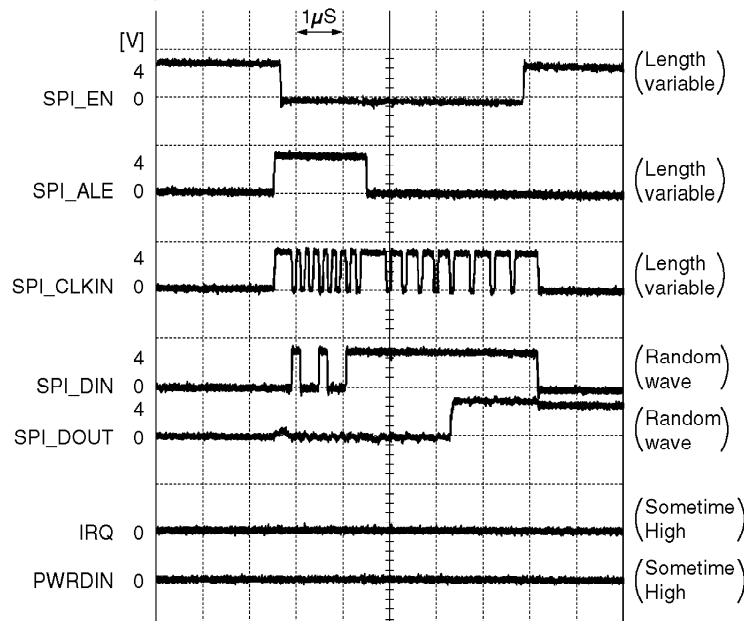 1µS
[V]
4
SPI_EN 0
(Length variable)
4
SPI_ALE 0
(Length variable)
4
SPI_CLKIN 0
(Length variable)
4
SPI_DIN 0
(Random wave)
4
SPI_DOUT 0
(Random wave)
IRQ 0
(Sometime High)
PWRDIN 0
(Sometime High)